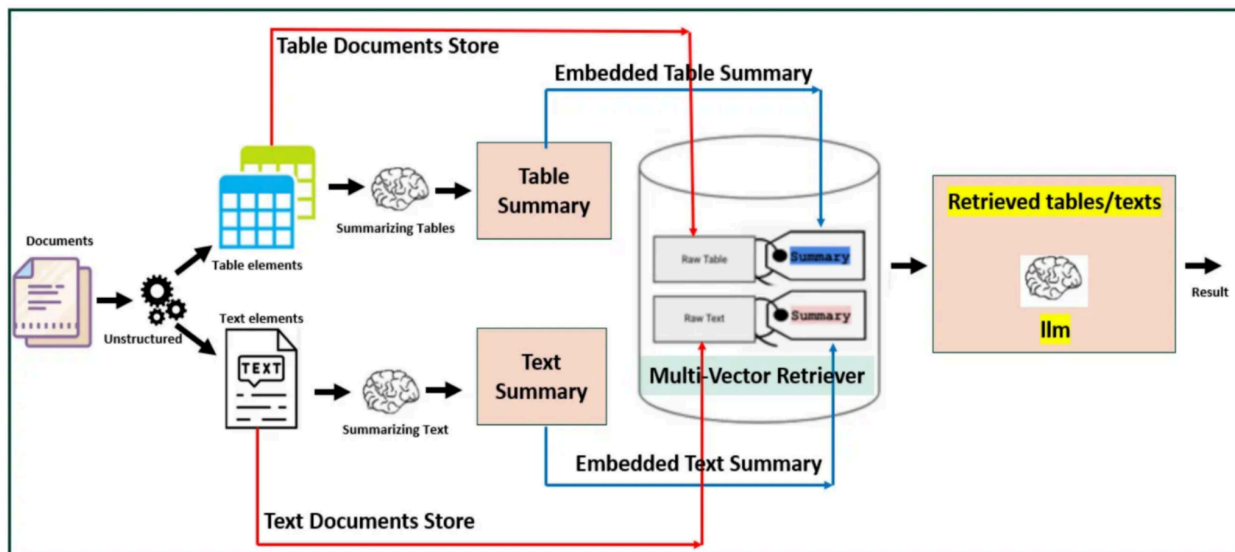 Table Documents Store
Embedded Table Summary
Table
Summary
Summarizing Tables
Documents
Table elements
Unstructured
Text elements
TEXT
Summarizing Text
Text
Summary
Raw Table
Summary
Raw Text
Summary
Multi-Vector Retriever
Retrieved tables/texts
llm
Result
Embedded Text Summary
Text Documents Store